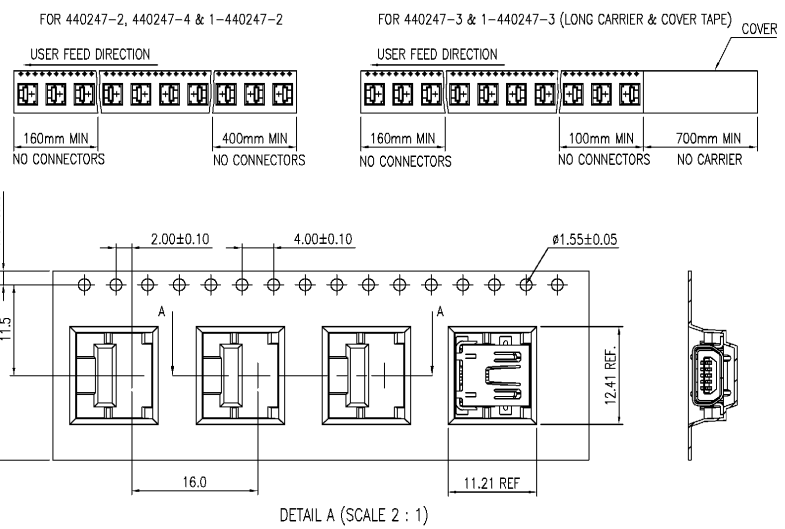 FOR 440247-2, 440247-4 & 1-440247-2
FOR 440247-3 & 1-440247-3 (LONG CARRIER & COVER TAPE)
COVER
USER FEED DIRECTION
USER FEED DIRECTION
160mm MIN
NO CONNECTORS
400mm MIN
NO CONNECTORS
160mm MIN
NO CONNECTORS
100mm MIN
NO CONNECTORS
700mm MIN
NO CARRIER
2.00±0.10
4.00±0.10
ø1.55±0.05
A
A
11.5
12.41 REF.
16.0
11.21 REF
DETAIL A (SCALE 2 : 1)